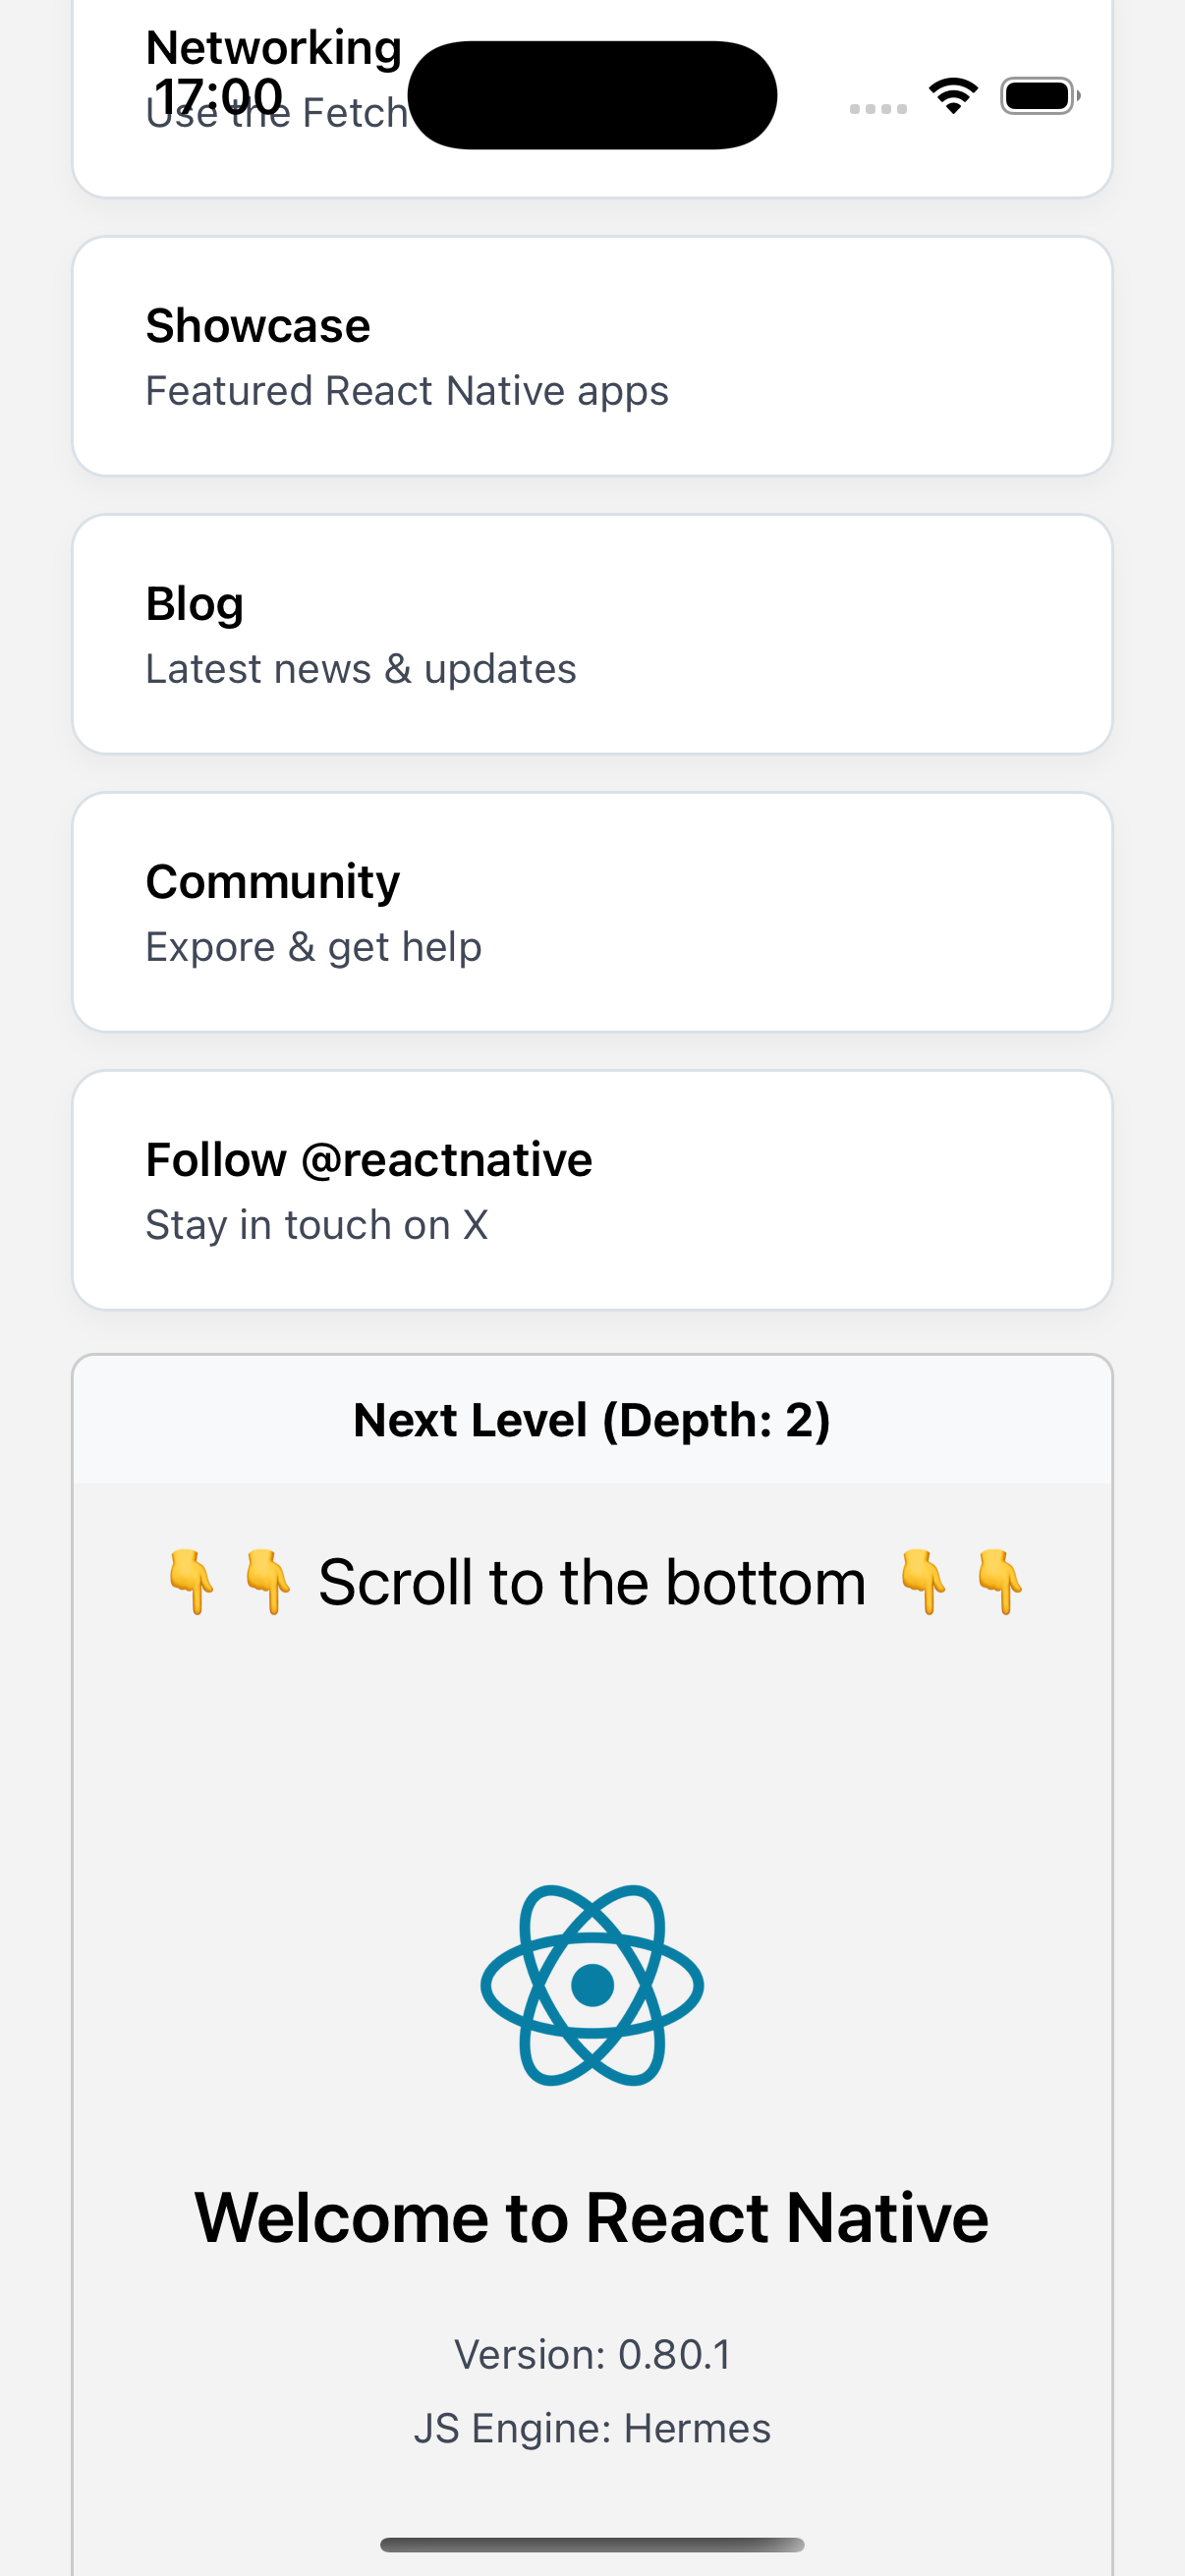 Networking
17:00
Use the Fetch
Showcase
Featured React Native apps
Blog
Latest news & updates
Community
Expore & get help
Follow @reactnative
Stay in touch on X
Next Level (Depth: 2)
👇👇 Scroll to the bottom 👇👇
Welcome to React Native
Version: 0.80.1
JS Engine: Hermes